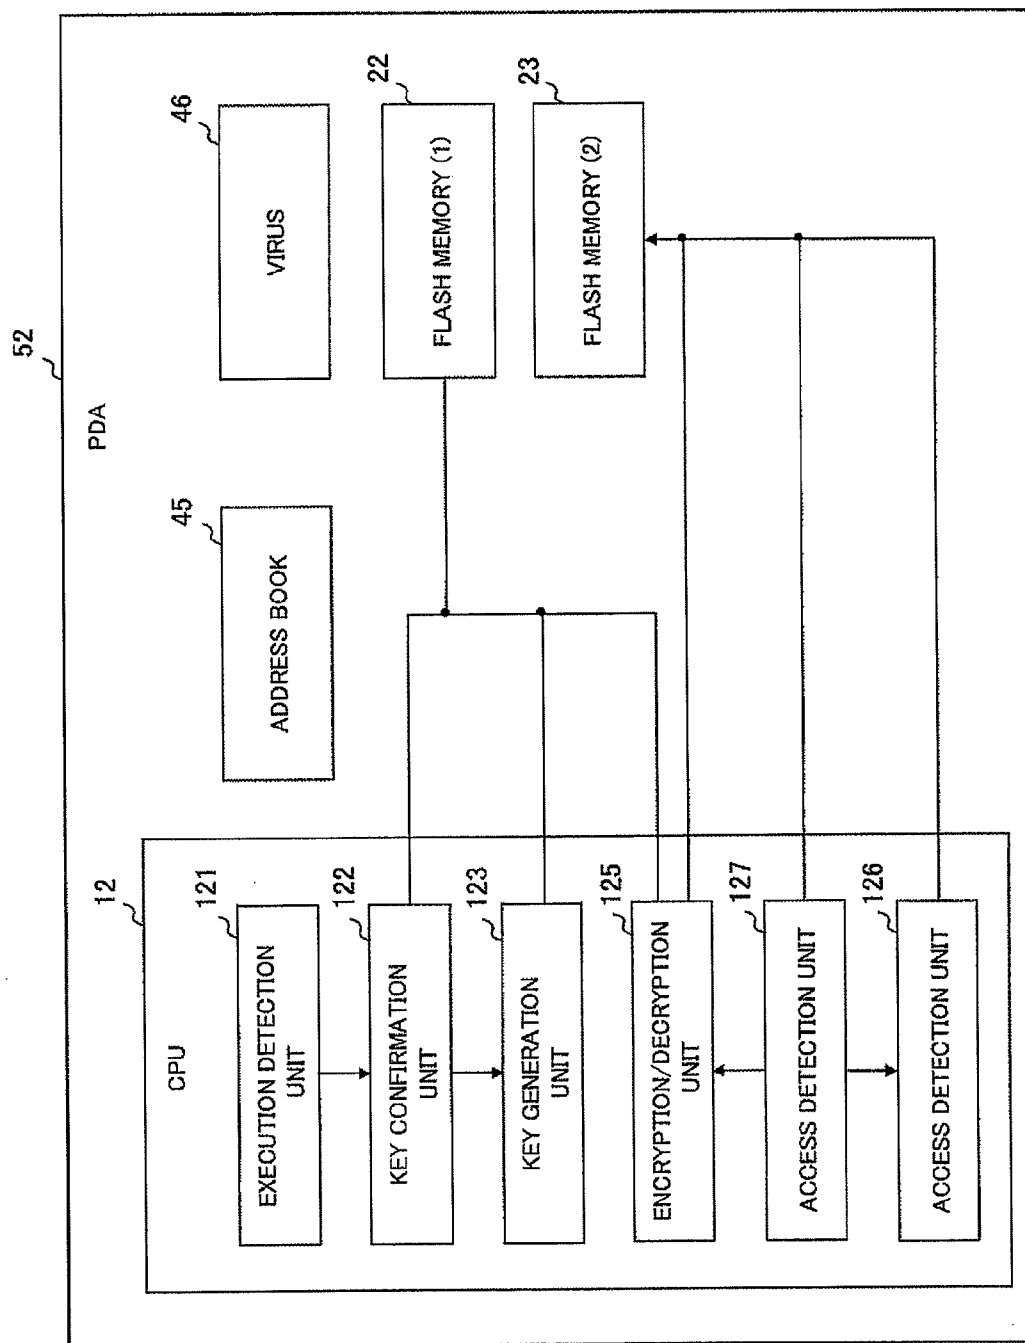 52
PDA
12
CPU
121
EXECUTION DETECTION
UNIT
122
KEY CONFIRMATION
UNIT
123
KEY GENERATION
UNIT
125
ENCRYPTION/DECRYPTION
UNIT
127
ACCESS DETECTION UNIT
126
ACCESS DETECTION UNIT
45
ADDRESS BOOK
46
VIRUS
22
FLASH MEMORY (1)
23
FLASH MEMORY (2)